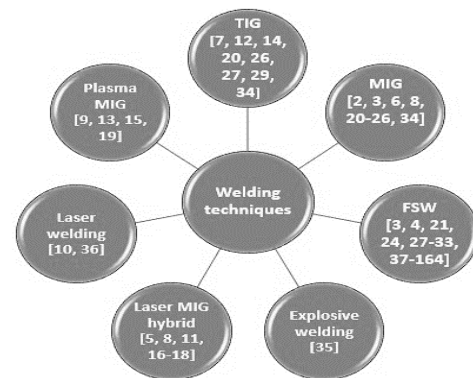 TIG
[7, 12, 14,
20, 26,
27, 29,
34]
MIG
[2, 3, 6, 8,
20-26, 34]
FSW
[3, 4, 21,
24, 27-33,
37-164]
Explosive
welding
[35]
Laser MIG
hybrid
[5, 8, 11,
16-18]
Laser
welding
[10, 36]
Plasma
MIG
[9, 13, 15,
19]
Welding
techniques